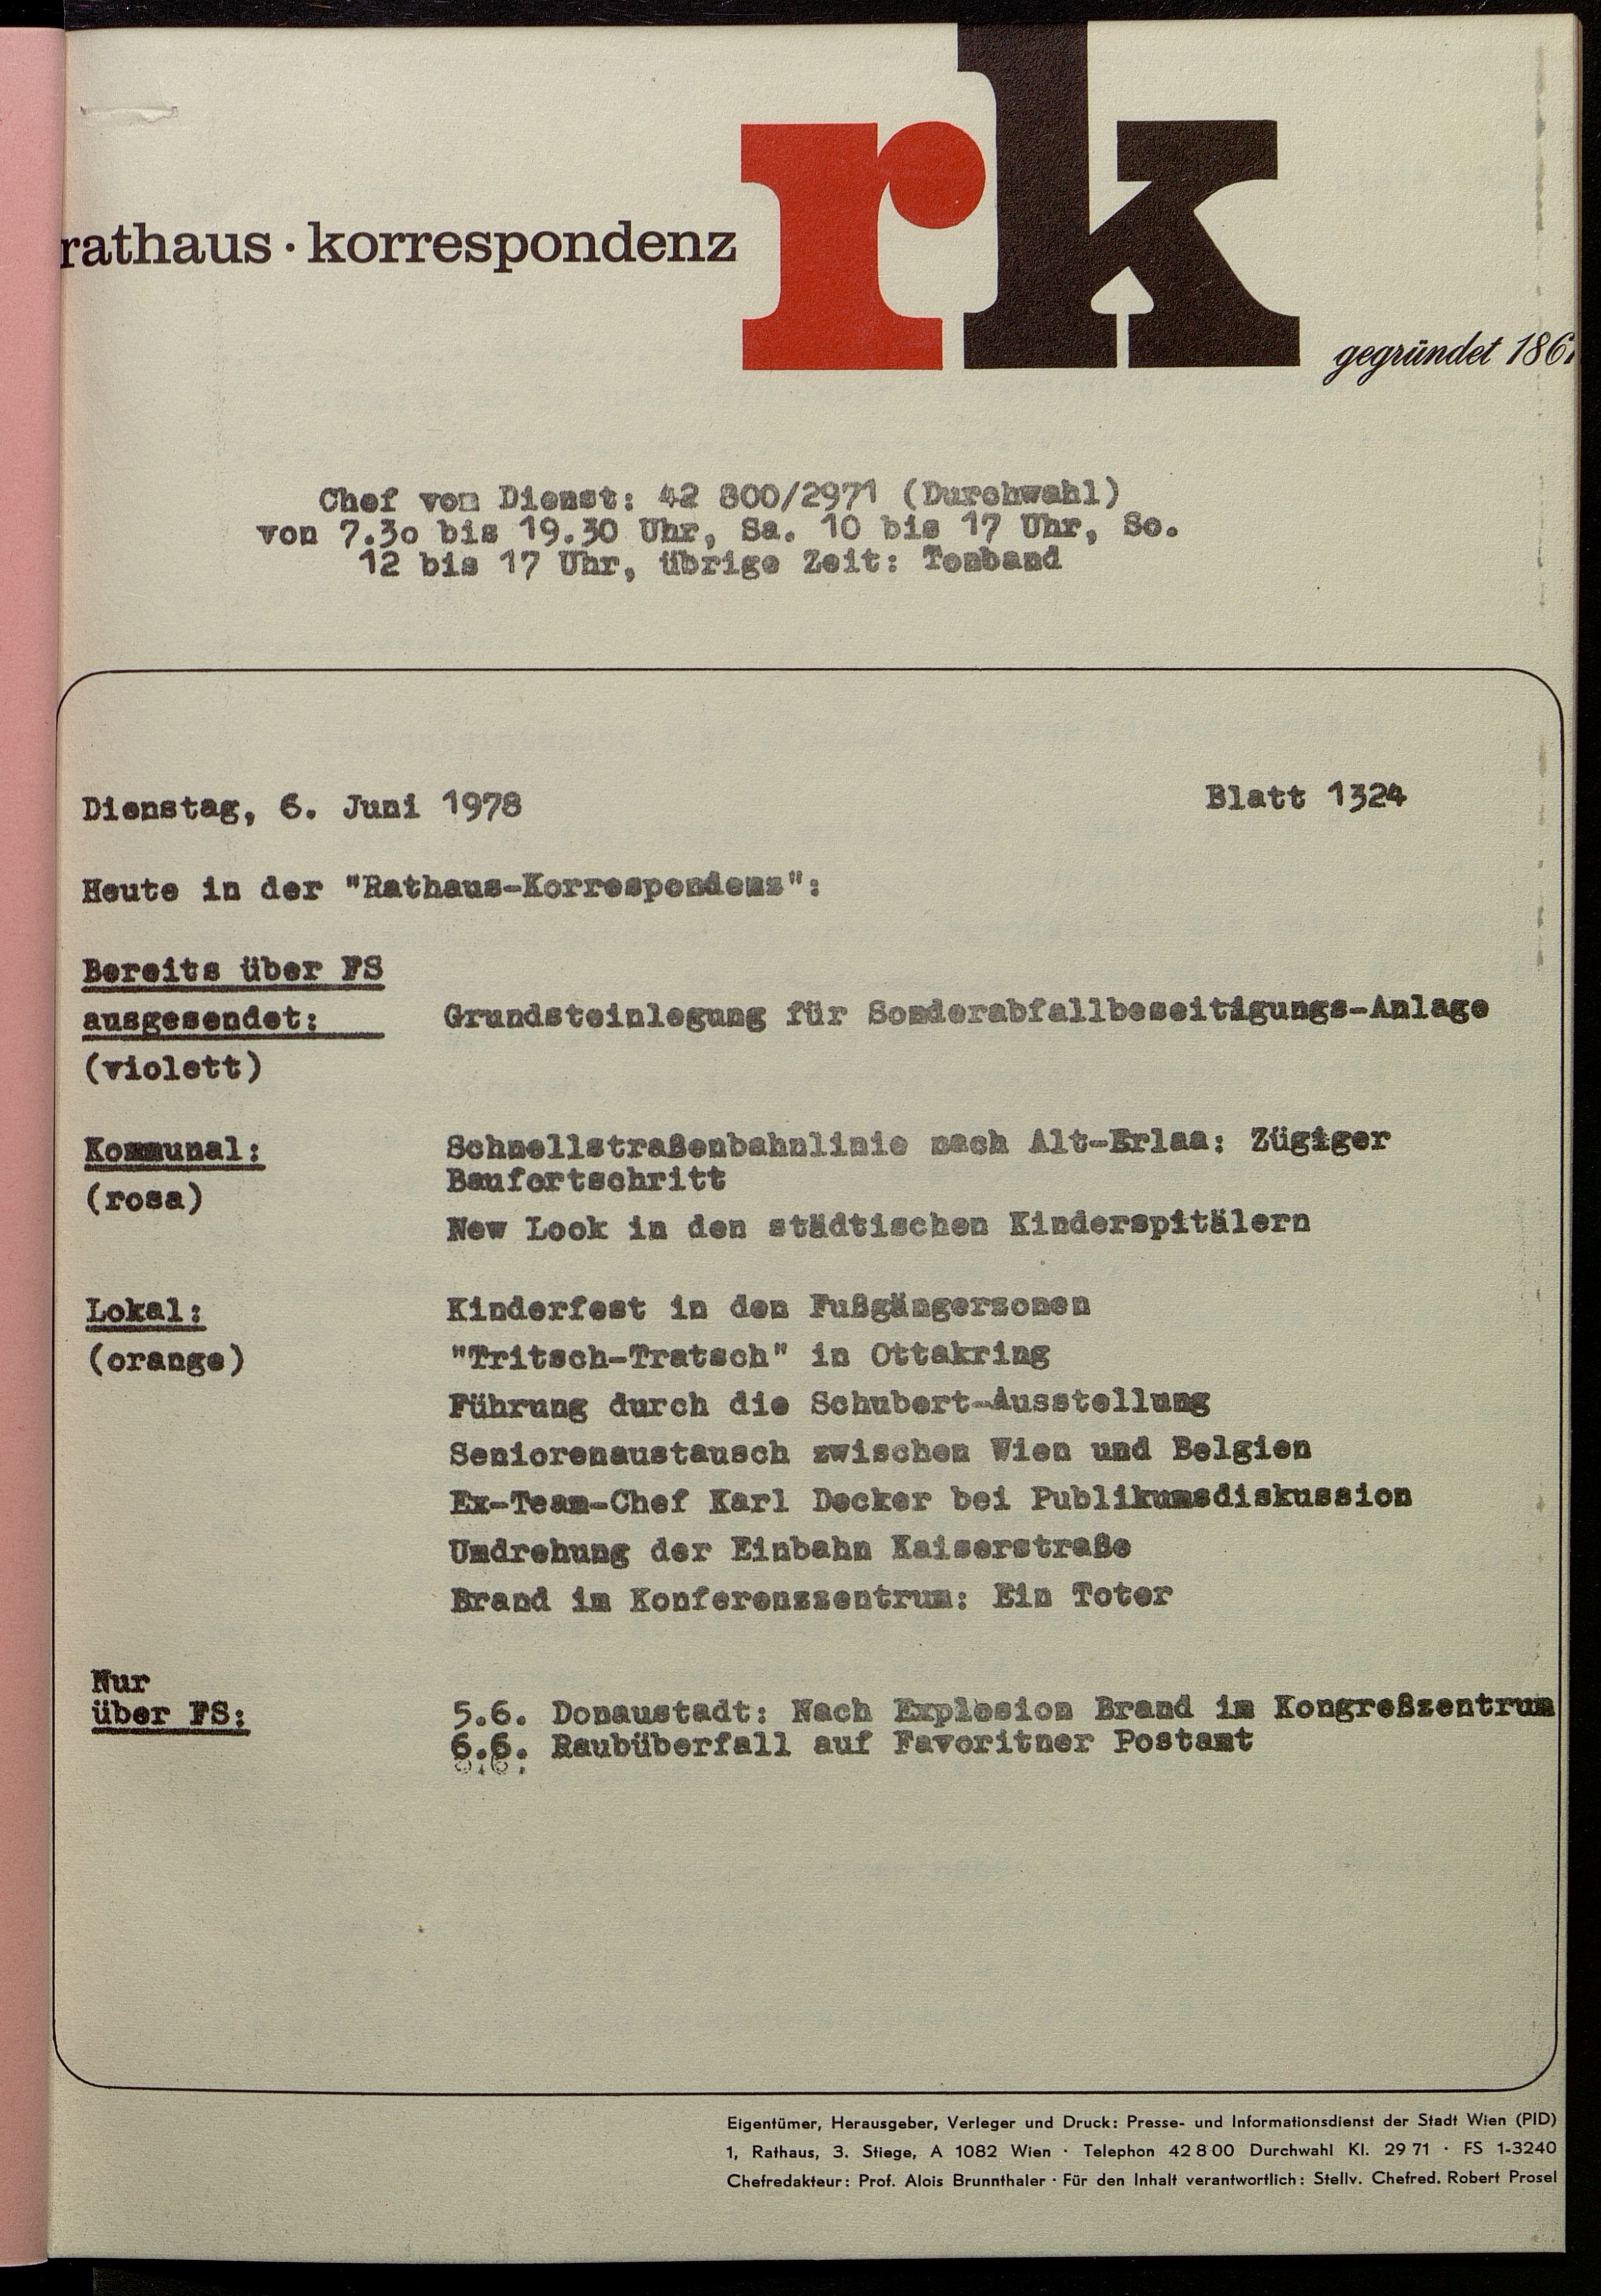 rk
rathaus · korrespondenz
gegründet 186
Chef vom Dienst: 42 800/2971 (Durchwahl)
von 7.3o bis 19.30 Uhr, Sa. 10 bis 17 Uhr, So.
12 bis 17 Uhr, übrige Zeit: Tonband
Dienstag, 6. Juni 1978 Blatt 1324
Heute in der "Rathaus-Korrespondenz":
Bereits über FS
ausgesendet: Grundsteinlegung für Sonderabfallbeseitigungs-Anlage
(violett)
Kommunal: Schnellstraßenbahnlinie nach Alt-Erlaa: Zügiger
Baufortschritt
(rosa)
New Look in den städtischen Kinderspitälern
Lokal: Kinderfest in den Fußgängerzonen
(orange) "Tritsch-Tratsch" in Ottakring
Führung durch die Schubert-Ausstellung
Seniorenaustausch zwischen Wien und Belgien
Ex-Team-Chef Karl Decker bei Publikumsdiskussion
Umdrehung der Einbahn Kaiserstraße
Brand im Konferenzzentrum: Ein Toter
Nur
über FS: 5.6. Donaustadt: Nach Explosion Brand im Kongreßzentrum
6.6. Raubüberfall auf Favoritner Postamt
Eigentümer, Herausgeber, Verleger und Druck: Presse- und Informationsdienst der Stadt Wien (PID)
1, Rathaus, 3. Stiege, A 1082 Wien · Telephon 42 8 00 Durchwahl Kl. 29 71 · FS 1-3240
Chefredakteur: Prof. Alois Brunnthaler · Für den Inhalt verantwortlich: Stellv. Chefred. Robert Prosel